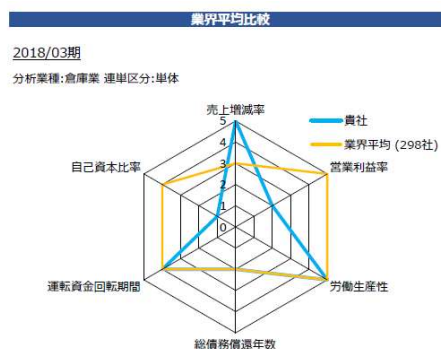 業界平均比較
2018/03期
分析業種:倉庫業 連単区分:単体
売上増減率
貴社
業界平均 (298社)
営業利益率
労働生産性
総債務償還年数
運転資金回転期間
自己資本比率
5
4
3
2
1
0